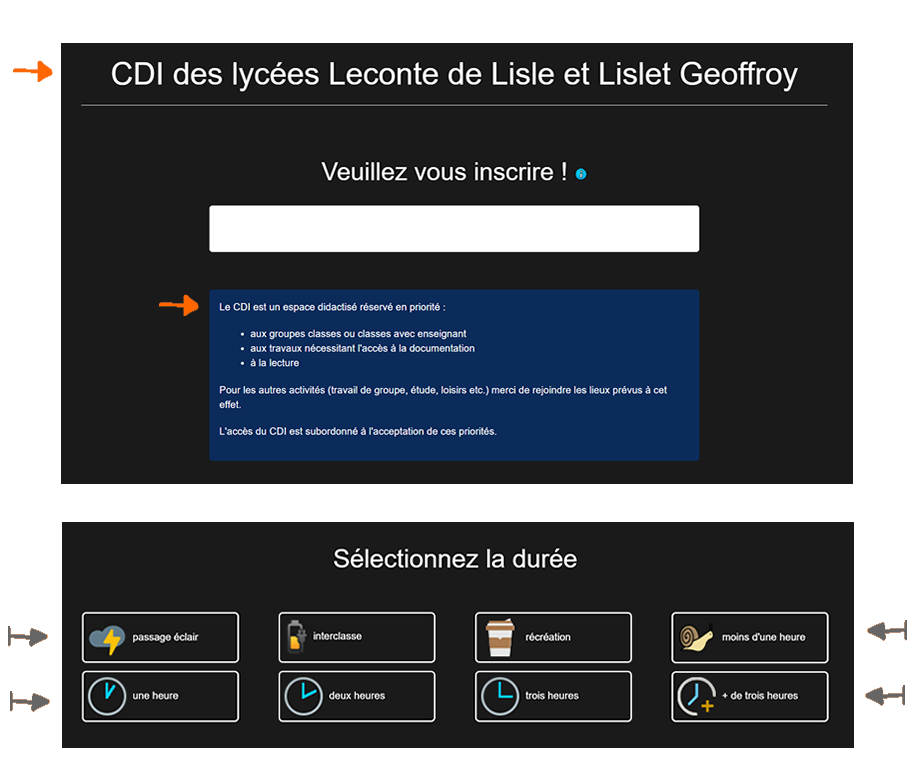 CDI des lycées Leconte de Lisle et Lislet Geoffroy
Veuillez vous inscrire !
Le CDI est un espace didactisé réservé en priorité :
• aux groupes classes ou classes avec enseignant
• aux travaux nécessitant l'accès à la documentation
• à la lecture
Pour les autres activités (travail de groupe, étude, loisirs etc.) merci de rejoindre les lieux prévus à cet
effet.
L'accès du CDI est subordonné à l'acceptation de ces priorités.
Sélectionnez la durée
passage éclair
interclasse
récréation
moins d'une heure
une heure
deux heures
trois heures
+ de trois heures